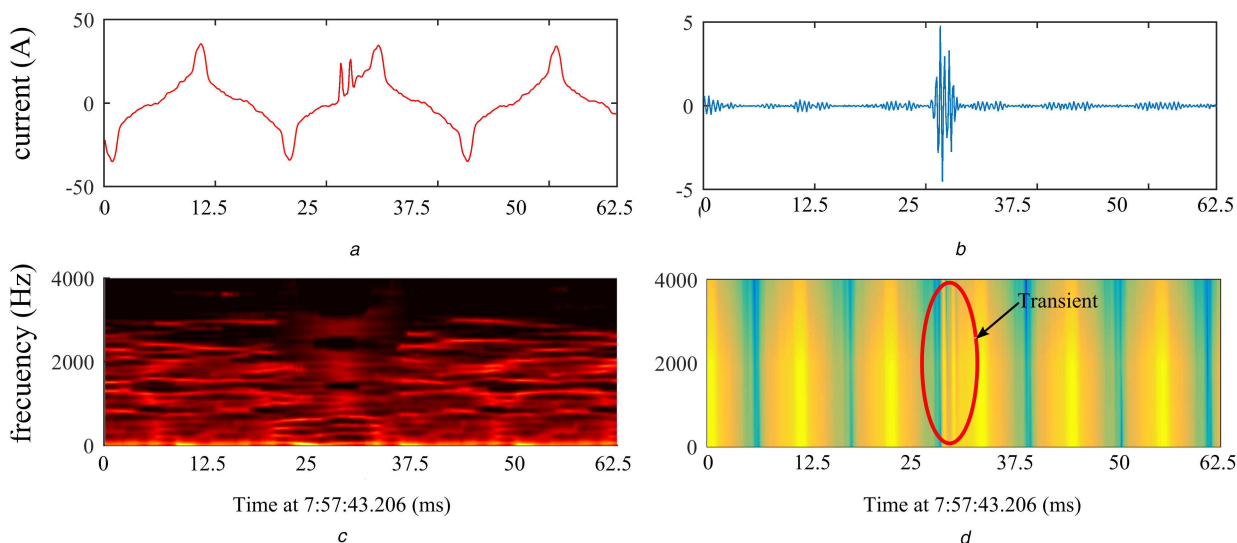 current (A)
50
0
-50
0 12.5 25 37.5 50 62.5
a
5
0
-5
0 12.5 25 37.5 50 62.5
b
frecuency (Hz)
4000
2000
0
0 12.5 25 37.5 50 62.5
Time at 7:57:43.206 (ms)
c
4000
2000
0
Transient
0 12.5 25 37.5 50 62.5
Time at 7:57:43.206 (ms)
d